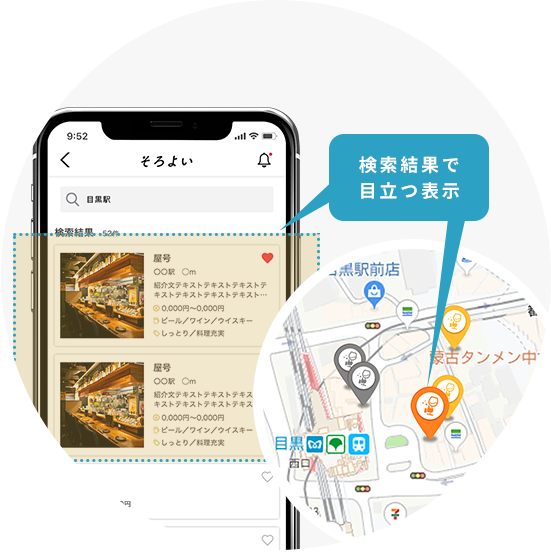 9:52
そろよい
目黒駅
検索結果 53件
屋号
〇〇駅 〇m
紹介文テキストテキストテキストテ
キストテキストテキストテキスト…
0,000円〜0,000円
ビール／ワイン／ウイスキー
しっとり／料理充実
屋号
〇〇駅 〇m
紹介文テキストテキストテキス
キストテキストテキストテキス
0,000円〜0,000円
ビール／ワイン／ウイスキー
しっとり／料理充実
検索結果で
目立つ表示
目黒駅前店
蒙古タンメン中
目黒
西口